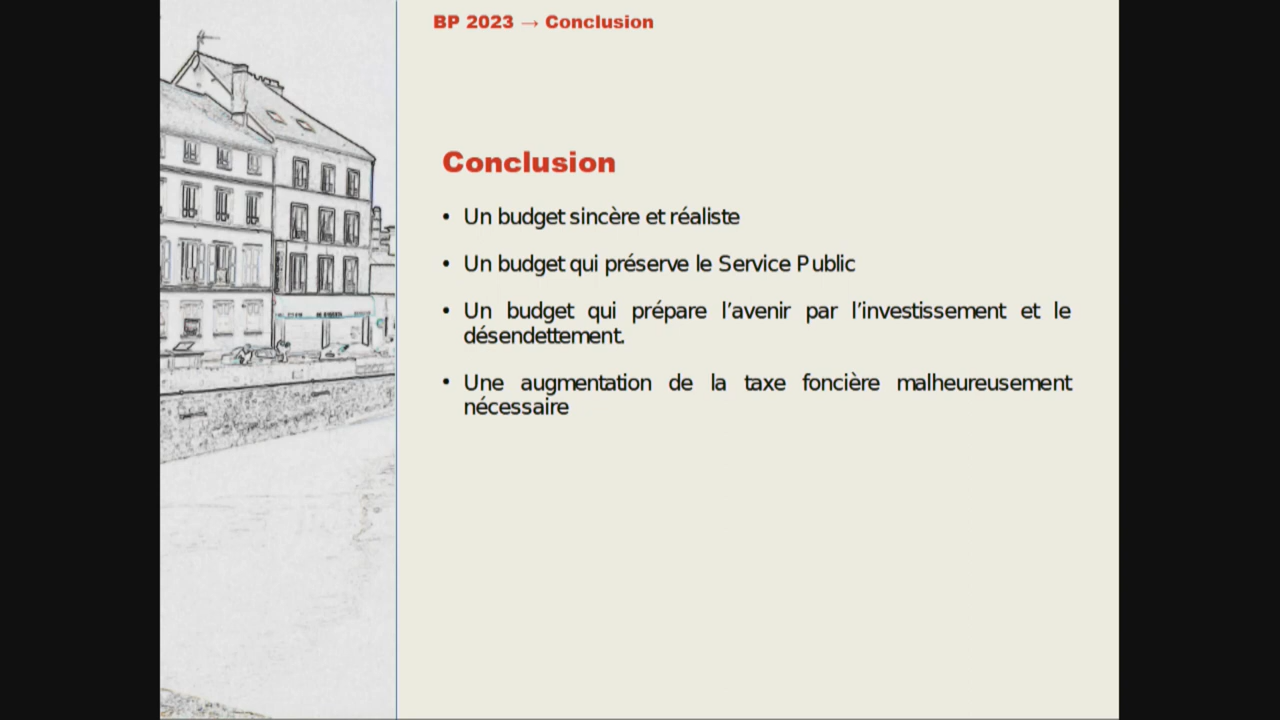 BP 2023 → Conclusion
Conclusion
• Un budget sincère et réaliste
• Un budget qui préserve le Service Public
• Un budget qui prépare l’avenir par l’investissement et le
désendettement.
• Une augmentation de la taxe foncière malheureusement
nécessaire